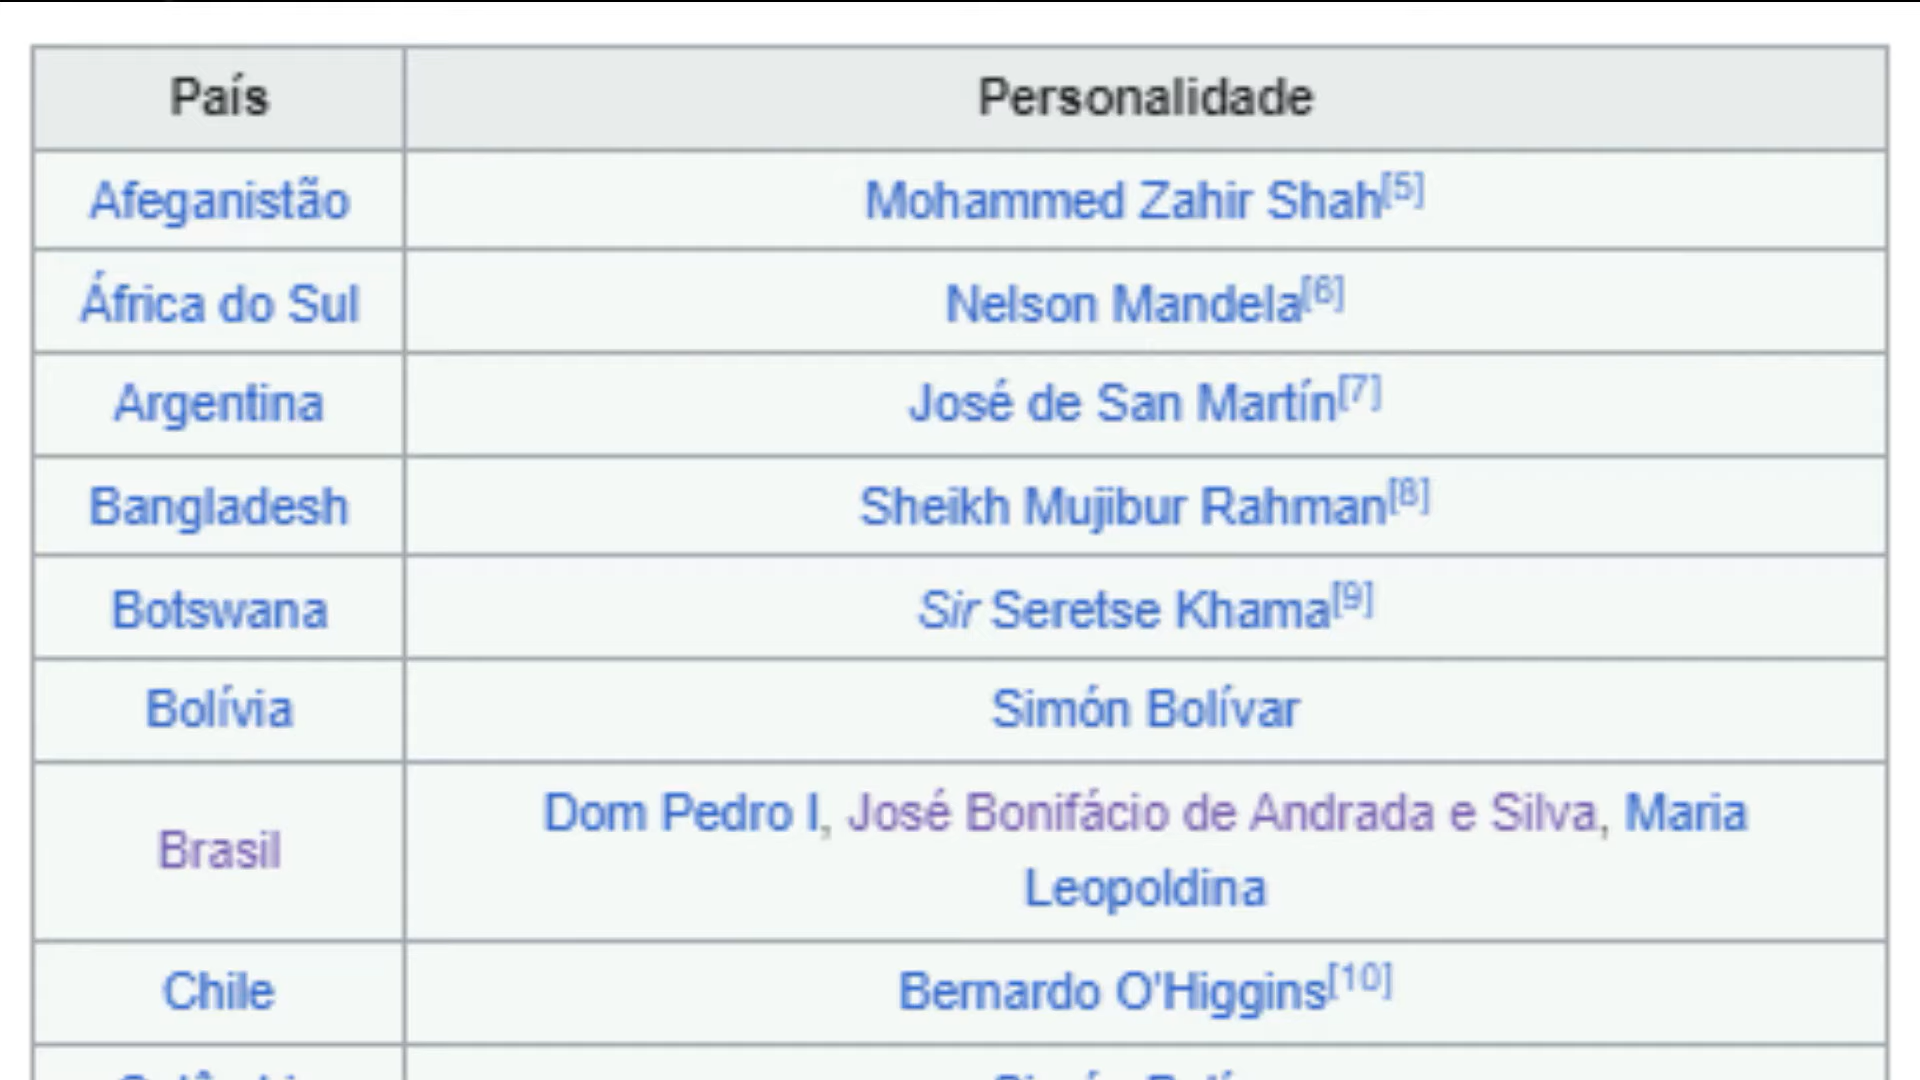 País Personalidade
Afeganistão Mohammed Zahir Shah[5]
África do Sul Nelson Mandela[6]
Argentina José de San Martín[7]
Bangladesh Sheikh Mujibur Rahman[8]
Botswana Sir Seretse Khama[9]
Bolívia Simón Bolívar
Brasil Dom Pedro I, José Bonifácio de Andrada e Silva, Maria
Leopoldina
Chile Bernardo O'Higgins[10]